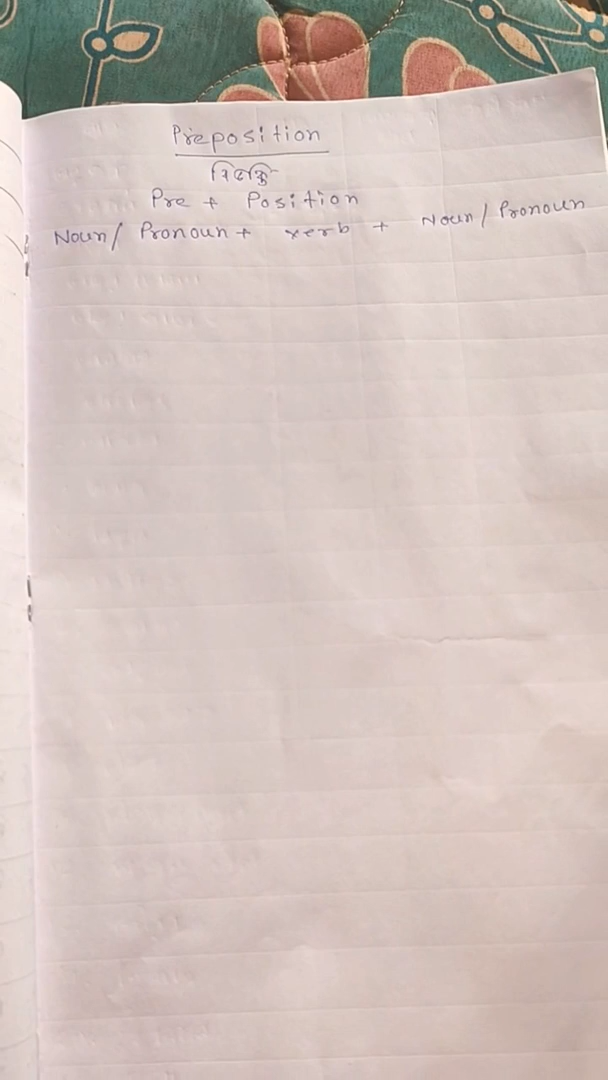 Preposition
বিভক্তি
Pre + Position
Noun / Pronoun + verb + Noun / Pronoun